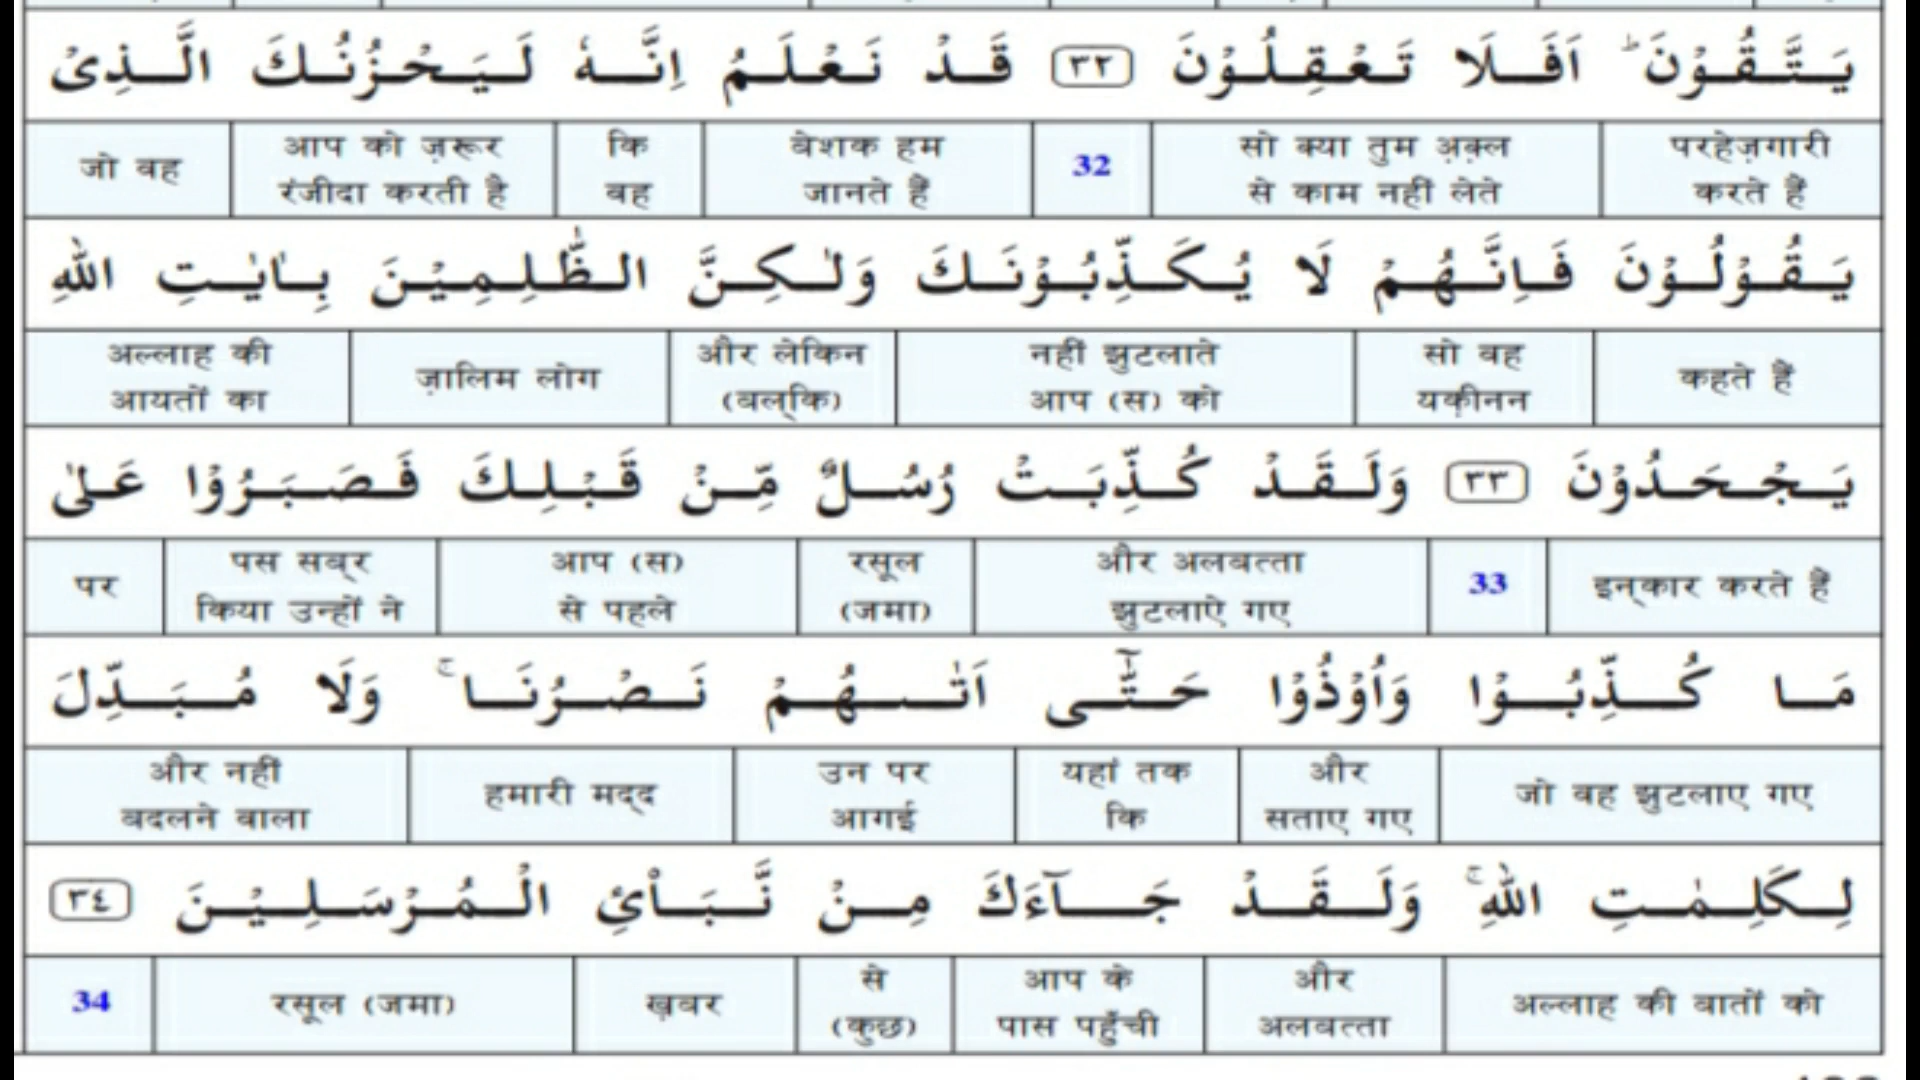 يَتَّقُوْنَ ؕ اَفَلَا تَعْقِلُوْنَ ٣٢ قَدْ نَعْلَمُ اِنَّهٗ لَيَحْزُنُكَ الَّذِیْ
परहेज़गारी करते हैं सो क्या तुम अ़क़्ल से काम नहीं लेते 32 बेशक हम जानते हैं कि वह आप को ज़रूर रंजीदा करती है जो वह
يَقُوْلُوْنَ فَاِنَّهُمْ لَا يُكَذِّبُوْنَكَ وَلٰكِنَّ الظّٰلِمِيْنَ بِاٰيٰتِ اللّٰهِ
कहते हैं सो वह यक़ीनन नहीं झुटलाते आप (स) को और लेकिन (बल्‌कि) ज़ालिम लोग अल्लाह की आयतों का
يَجْحَدُوْنَ ٣٣ وَلَقَدْ كُذِّبَتْ رُسُلٌ مِّنْ قَبْلِكَ فَصَبَرُوْا عَلٰى
इन्‌कार करते हैं 33 और अलबत्ता झुटलाऐ गए रसूल (जमा) आप (स) से पहले पस सब्‌र किया उन्हों ने पर
مَا كُذِّبُوْا وَاُوْذُوْا حَتّٰٓى اَتٰىهُمْ نَصْرُنَا ۚ وَلَا مُبَدِّلَ
जो वह झुटलाए गए और सताए गए यहां तक कि उन पर आगई हमारी मद्‌द और नहीं बदलने वाला
لِكَلِمٰتِ اللّٰهِ ۚ وَلَقَدْ جَآءَكَ مِنْ نَّبَاْئِ الْمُرْسَلِيْنَ ٣٤
अल्लाह की बातों को और अलबत्ता आप के पास पहुँची से (कुछ) ख़बर रसूल (जमा) 34